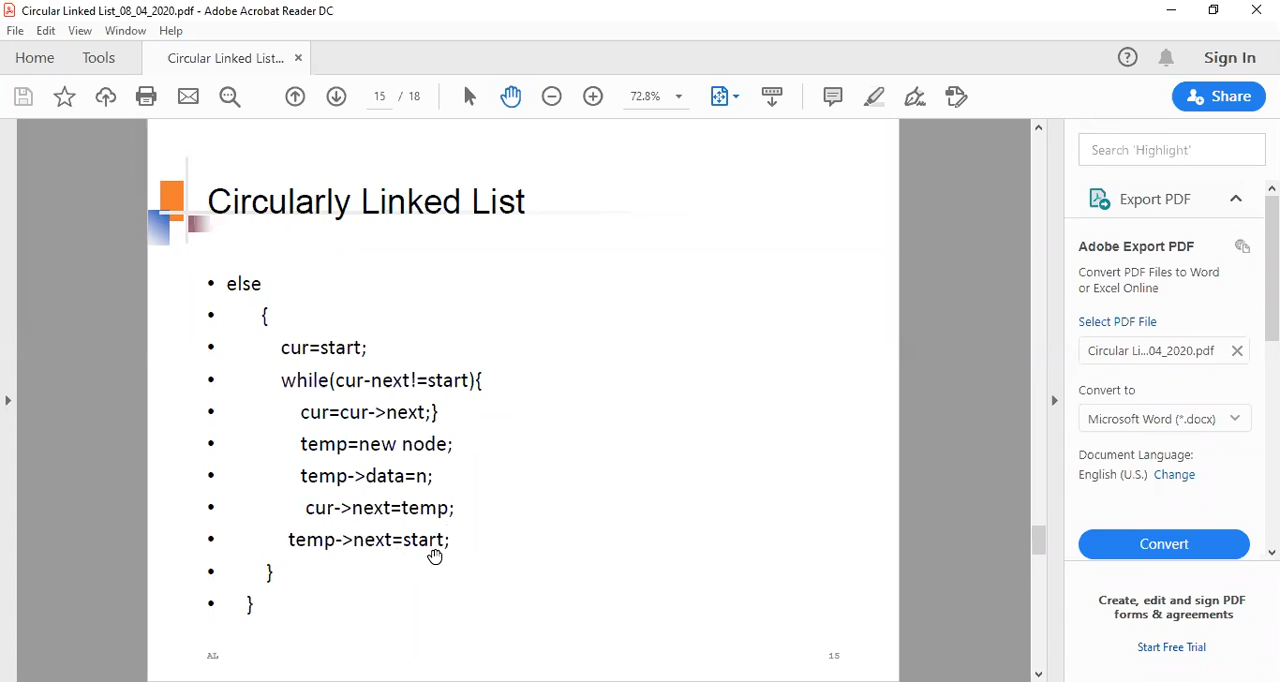 Circular Linked List_08_04_2020.pdf - Adobe Acrobat Reader DC
File Edit View Window Help
Home Tools Circular Linked List... × Sign In
15 / 18 72.8% Share
Search 'Highlight'
Export PDF
Adobe Export PDF
Convert PDF Files to Word
or Excel Online
Select PDF File
Circular Li...04_2020.pdf
Convert to
Microsoft Word (*.docx)
Document Language:
English (U.S.) Change
Convert
Create, edit and sign PDF
forms & agreements
Start Free Trial
Circularly Linked List
• else
• {
• cur=start;
• while(cur-next!=start){
• cur=cur->next;}
• temp=new node;
• temp->data=n;
• cur->next=temp;
• temp->next=start;
• }
• }
AL 15